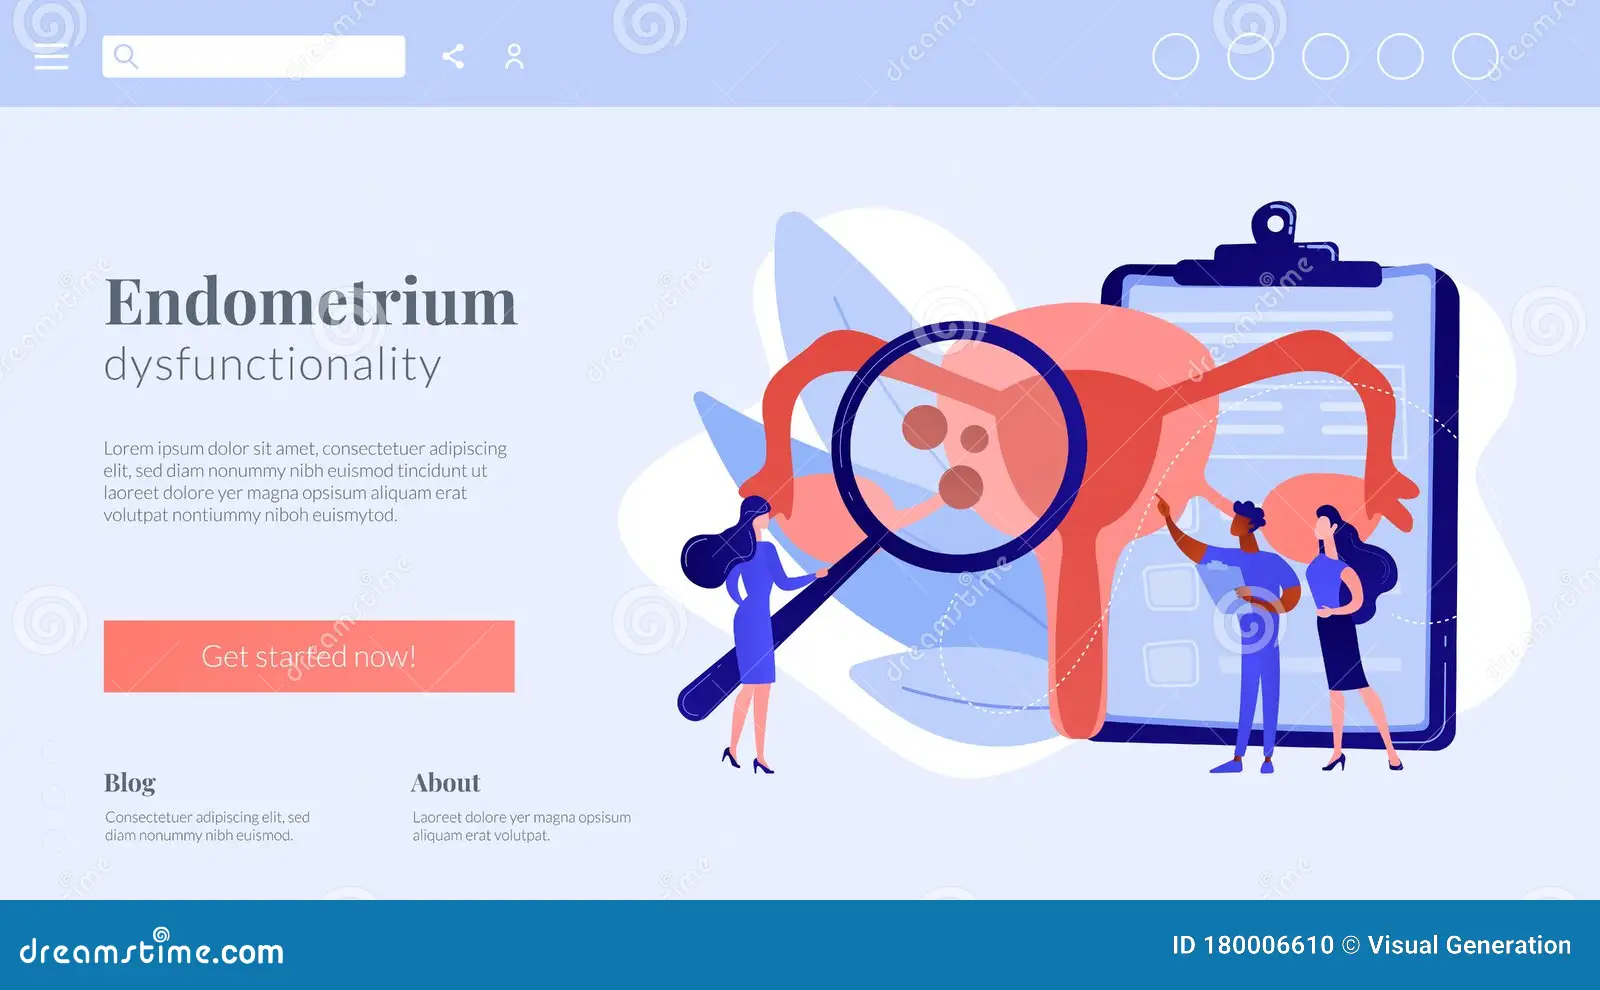 Endometrium
dysfunctionality
Lorem ipsum dolor sit amet, consectetuer adipiscing
elit, sed diam nonummy nibh euismod tincidunt ut
laoreet dolore yer magna opsisum aliquam erat
volutpat nontiummy niboh euismytod.
Get started now!
Blog
Consectetuer adipiscing elit, sed
diam nonummy nibh euismod.
About
Laoreet dolore yer magna opsisum
aliquam erat volutpat.
dreamstime.com
ID 180006610 © Visual Generation